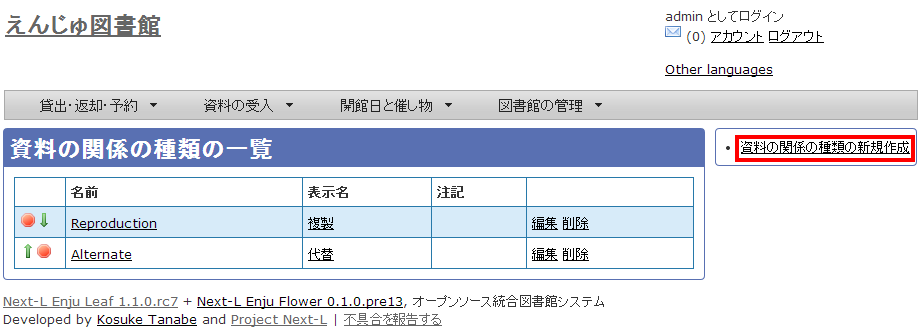 えんじゅ図書館
admin としてログイン
(0) アカウント ログアウト
Other languages
貸出・返却・予約 資料の受入 開館日と催し物 図書館の管理
資料の関係の種類の一覧
資料の関係の種類の新規作成
名前 表示名 注記
Reproduction 複製 編集 削除
Alternate 代替 編集 削除
Next-L Enju Leaf 1.1.0.rc7 + Next-L Enju Flower 0.1.0.pre13, オープンソース統合図書館システム
Developed by Kosuke Tanabe and Project Next-L | 不具合を報告する